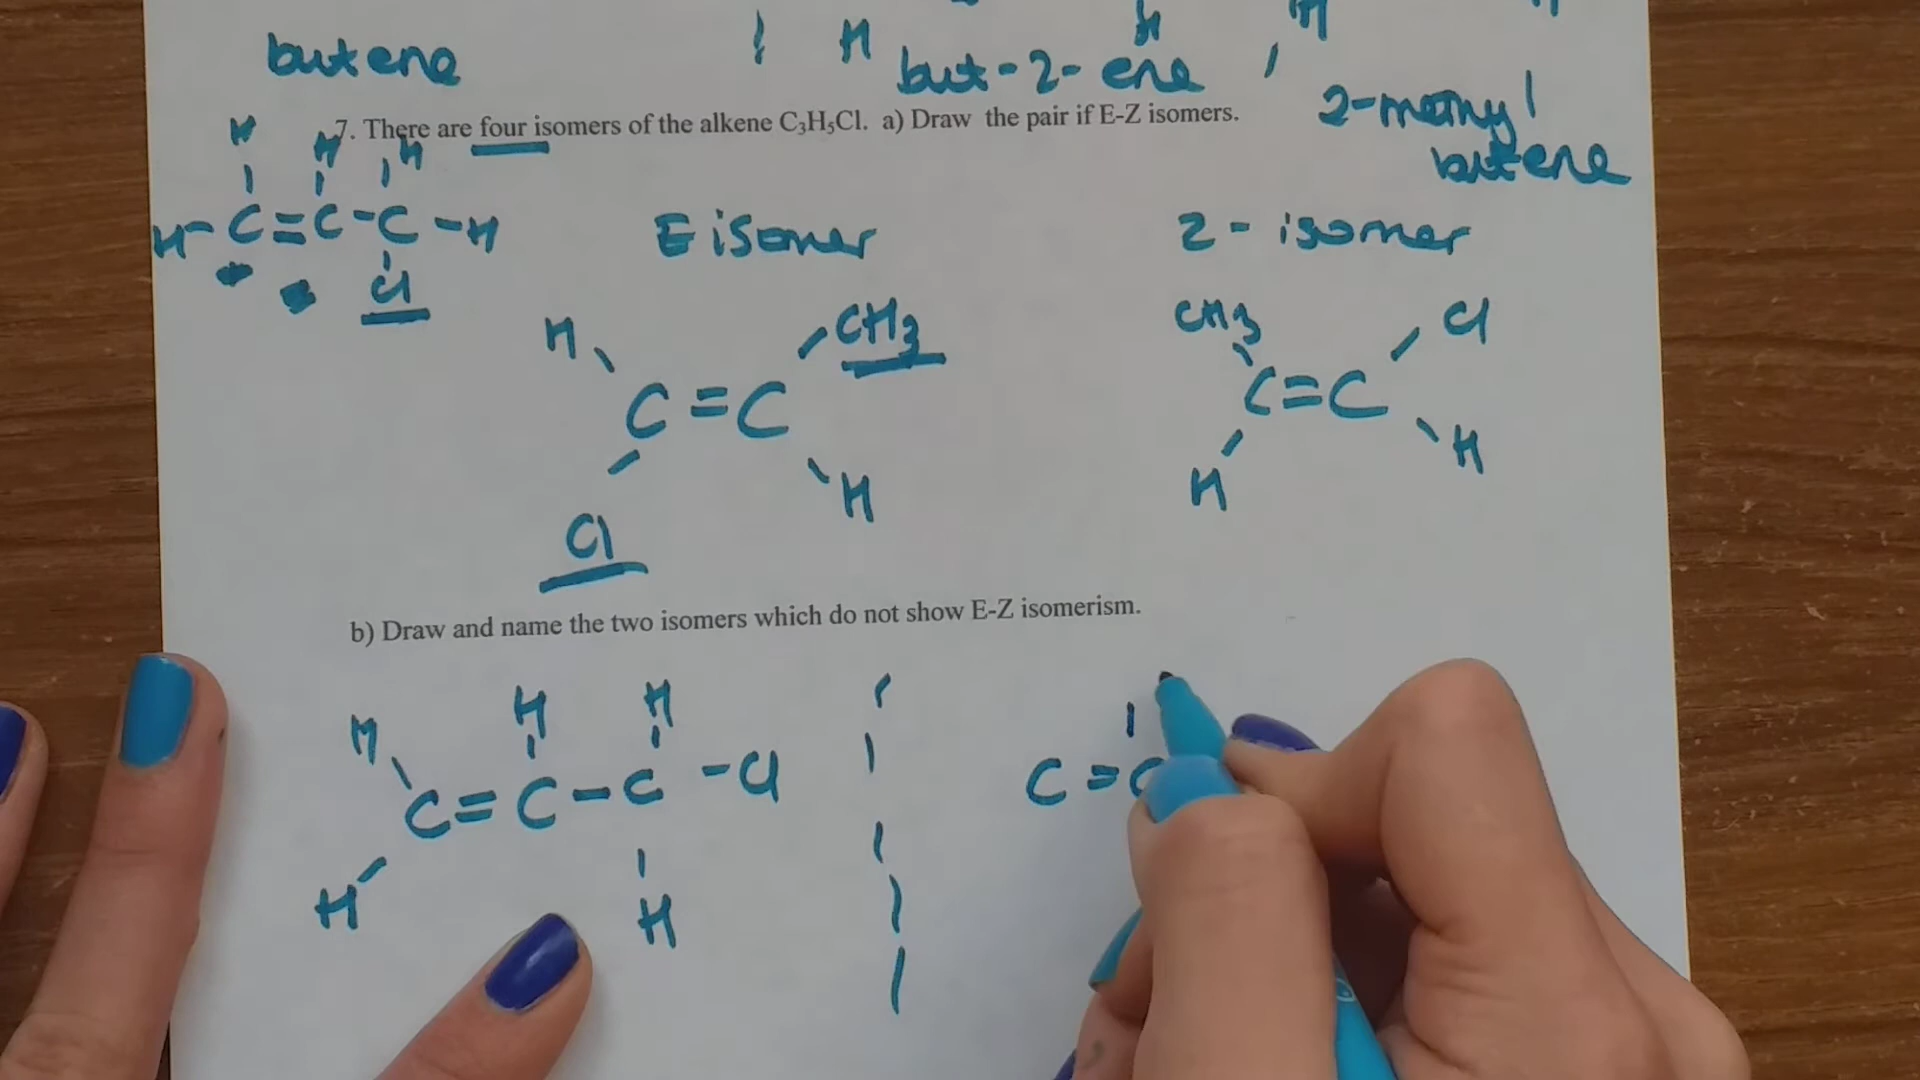 H H
butene H but-2-ene H
2-methyl
butene
7. There are four isomers of the alkene C₃H₅Cl. a) Draw the pair if E-Z isomers.
H H H
H-C=C-C-H
Cl
E isomer
H CH₃
C=C
Cl H
Z-isomer
CH₃ Cl
C=C
H H
b) Draw and name the two isomers which do not show E-Z isomerism.
H H H
C=C-C-Cl
H H
C=C